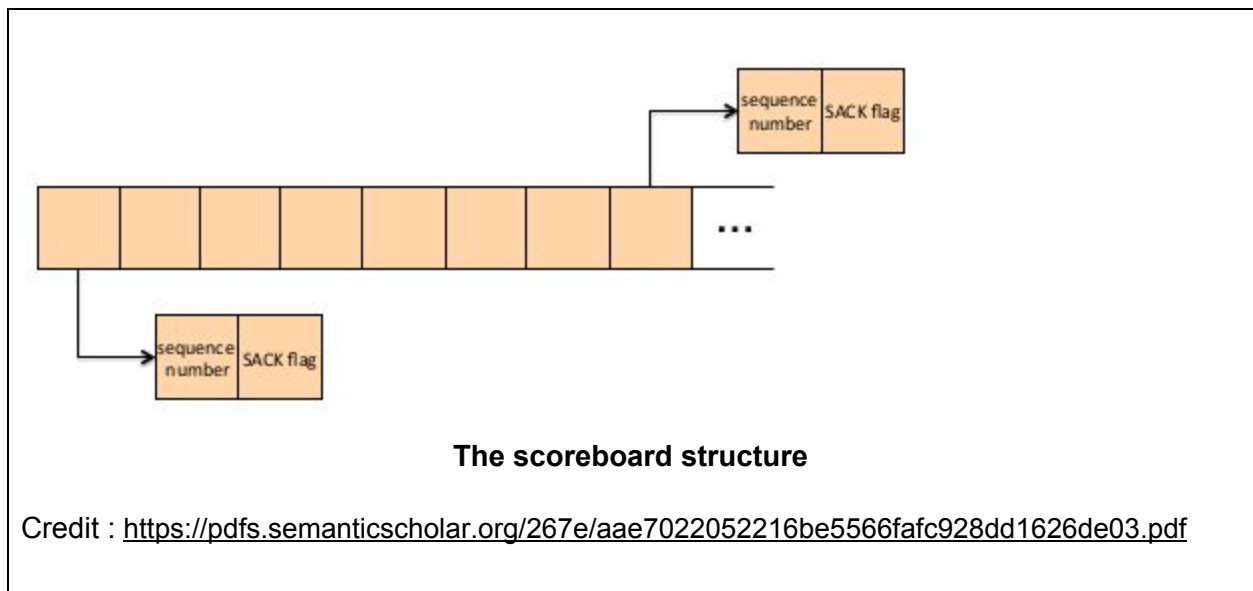 sequence
number
SACK flag
...
sequence
number
SACK flag
The scoreboard structure
Credit : https://pdfs.semanticscholar.org/267e/aae7022052216be5566fafc928dd1626de03.pdf